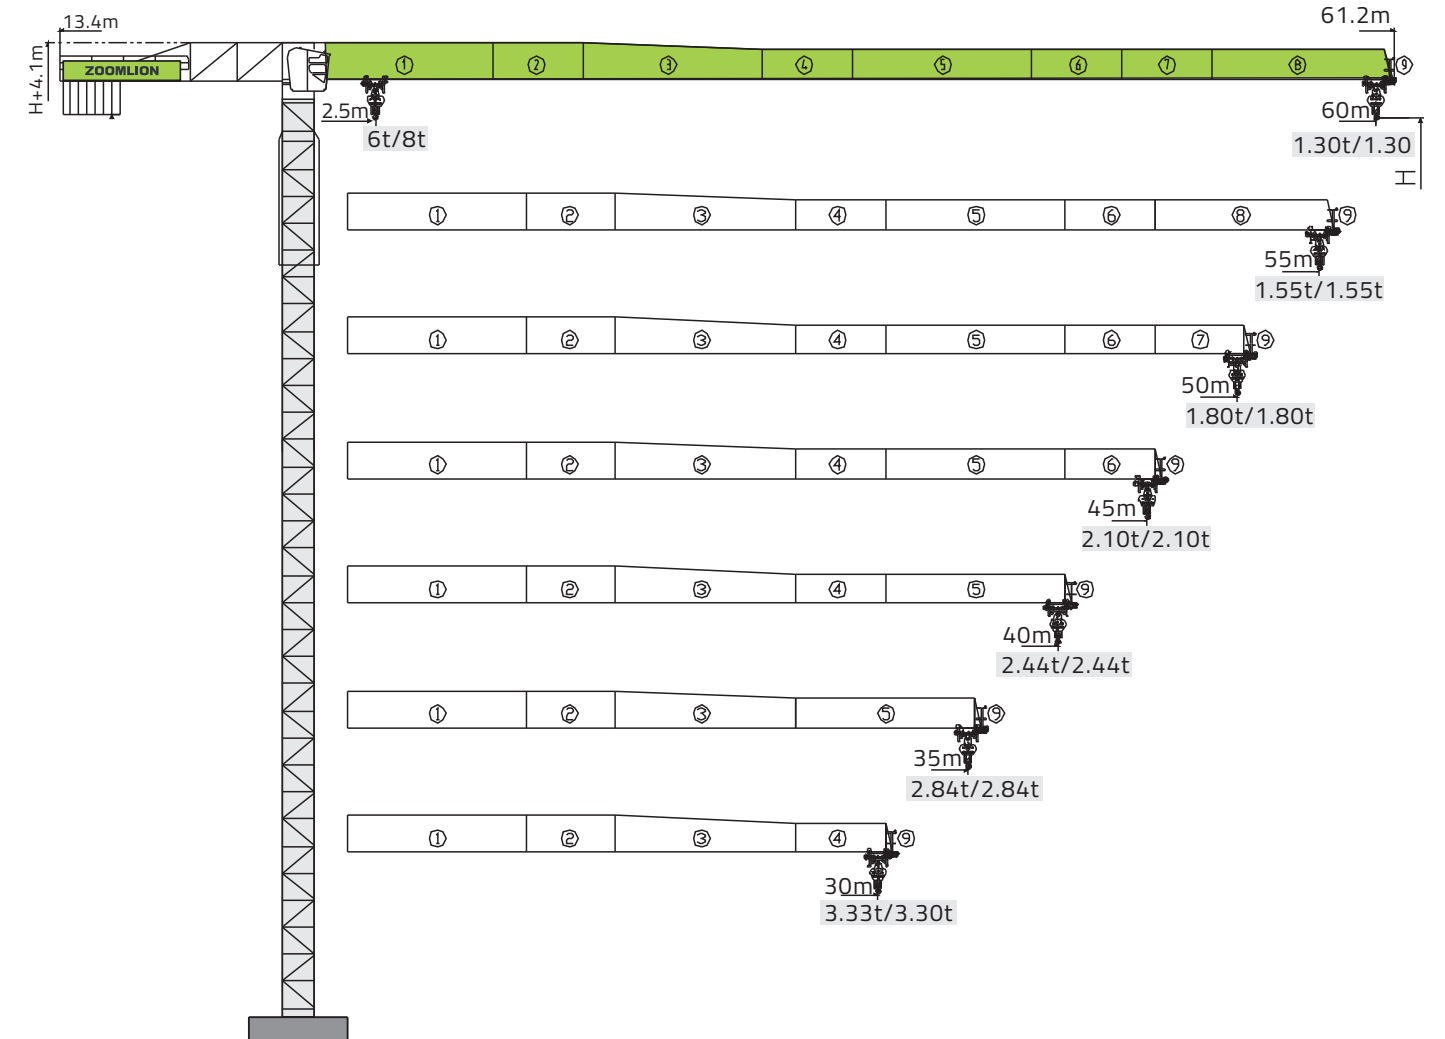 13.4m
61.2m
H+4.1m
ZOOMLION
1 2 3 4 5 6 7 8 9
2.5m
60m
6t/8t
1.30t/1.30
H
1 2 3 4 5 6 8 9
55m
1.55t/1.55t
1 2 3 4 5 6 7 9
50m
1.80t/1.80t
1 2 3 4 5 6 9
45m
2.10t/2.10t
1 2 3 4 5 9
40m
2.44t/2.44t
1 2 3 5 9
35m
2.84t/2.84t
1 2 3 4 9
30m
3.33t/3.30t